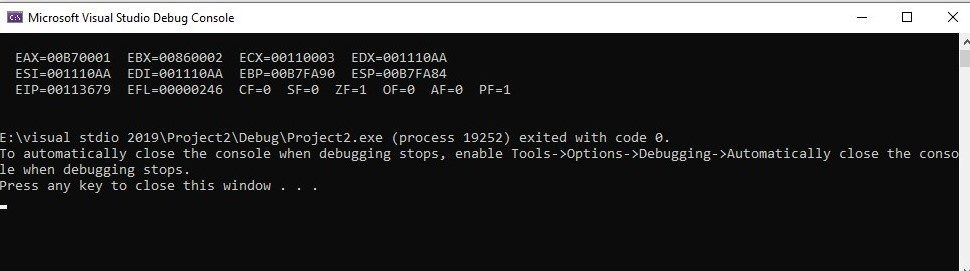 Microsoft Visual Studio Debug Console
EAX=00B70001 EBX=00860002 ECX=00110003 EDX=001110AA
ESI=001110AA EDI=001110AA EBP=00B7FA90 ESP=00B7FA84
EIP=00113679 EFL=00000246 CF=0 SF=0 ZF=1 OF=0 AF=0 PF=1
E:\visual stdio 2019\Project2\Debug\Project2.exe (process 19252) exited with code 0.
To automatically close the console when debugging stops, enable Tools->Options->Debugging->Automatically close the conso
le when debugging stops.
Press any key to close this window . . .